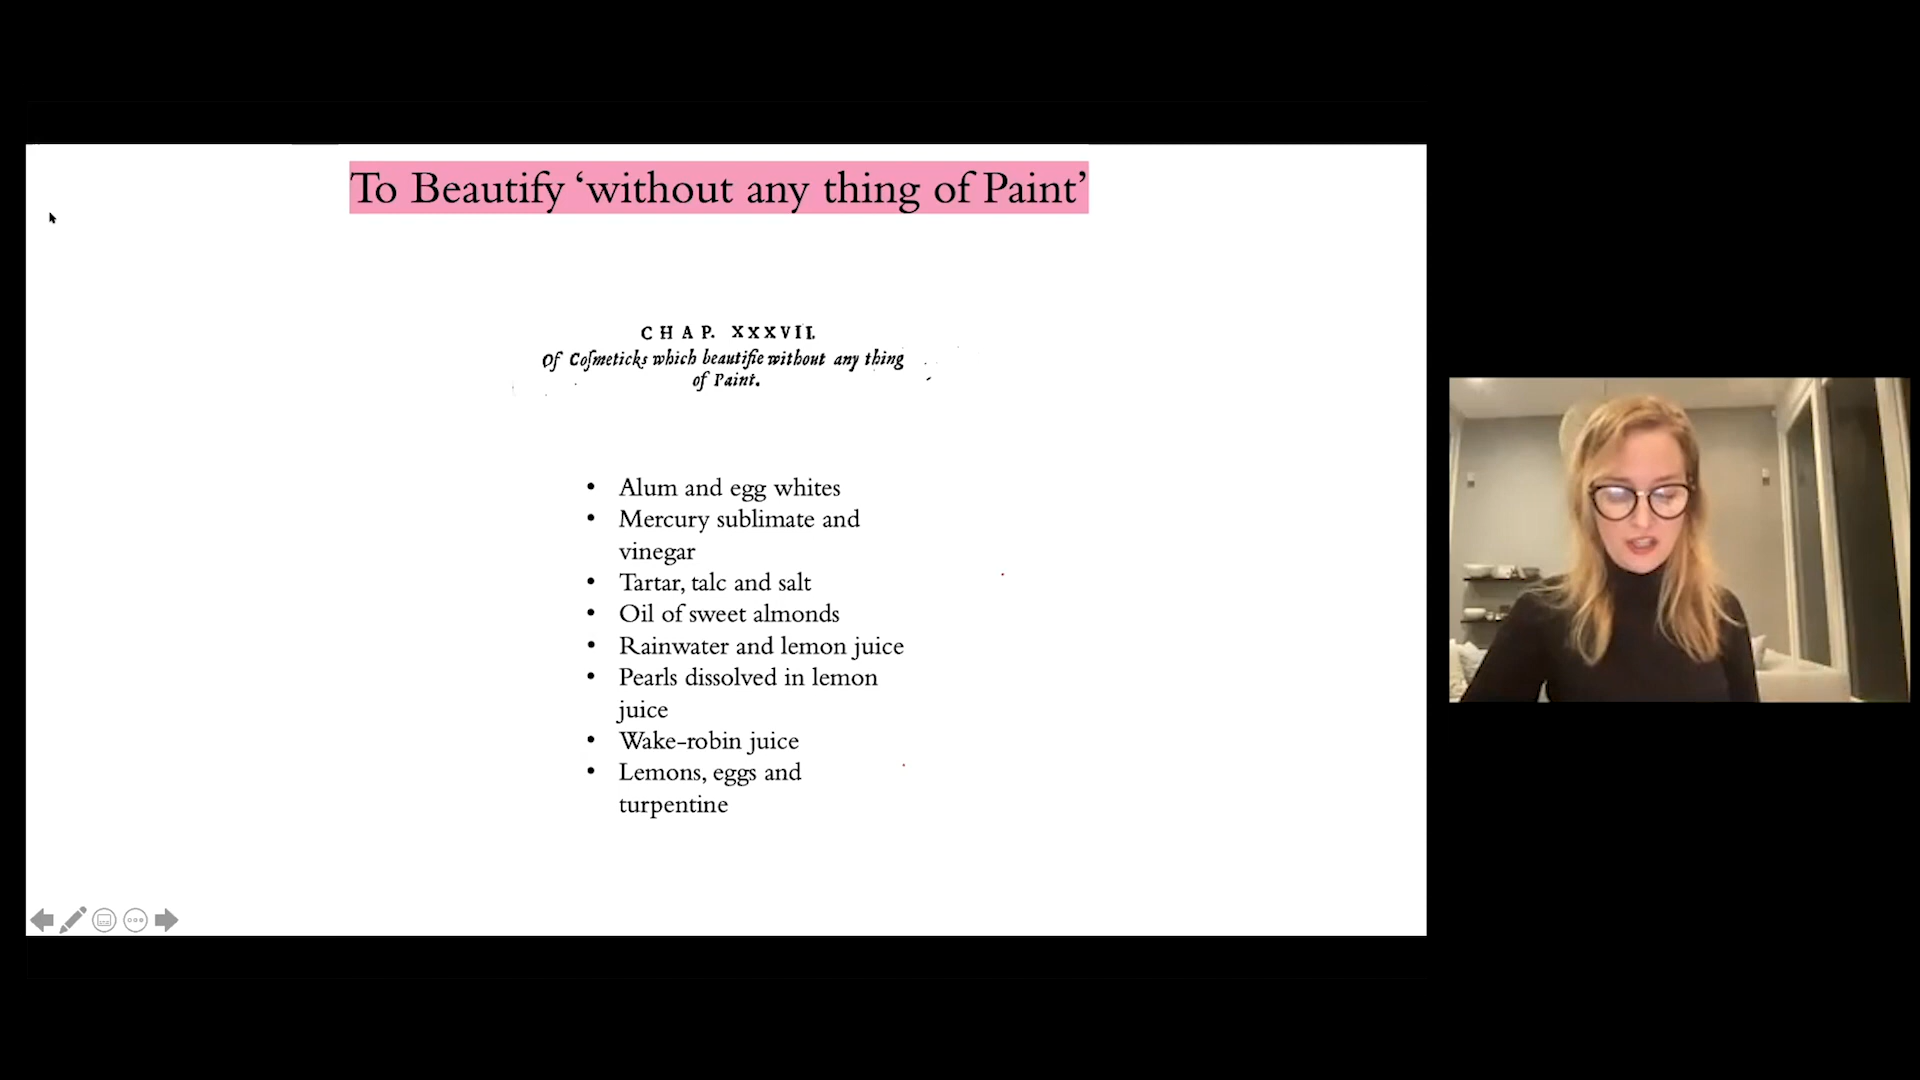 To Beautify ‘without any thing of Paint’
CHAP. XXXVII.
Of Coſmeticks which beautifie without any thing
of Paint.
• Alum and egg whites
• Mercury sublimate and
vinegar
• Tartar, talc and salt
• Oil of sweet almonds
• Rainwater and lemon juice
• Pearls dissolved in lemon
juice
• Wake-robin juice
• Lemons, eggs and
turpentine